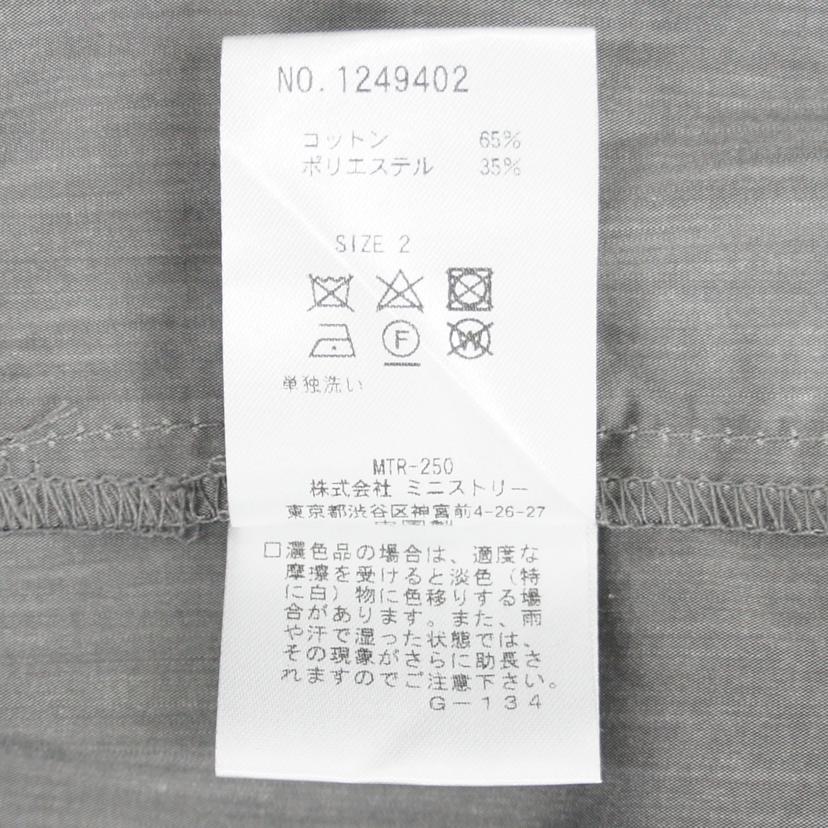 NO.1249402
コットン 65%
ポリエステル 35%
SIZE 2
F
W
単独洗い
MTR-250
株式会社 ミニストリー
東京都渋谷区神宮前4-26-27
□濃色品の場合は、適度な
摩擦を受けると淡色（特
に白）物に色移りする場
合があります。また、雨
や汗で湿った状態では、
その現象がさらに助長さ
れますのでご注意下さい。
G-134